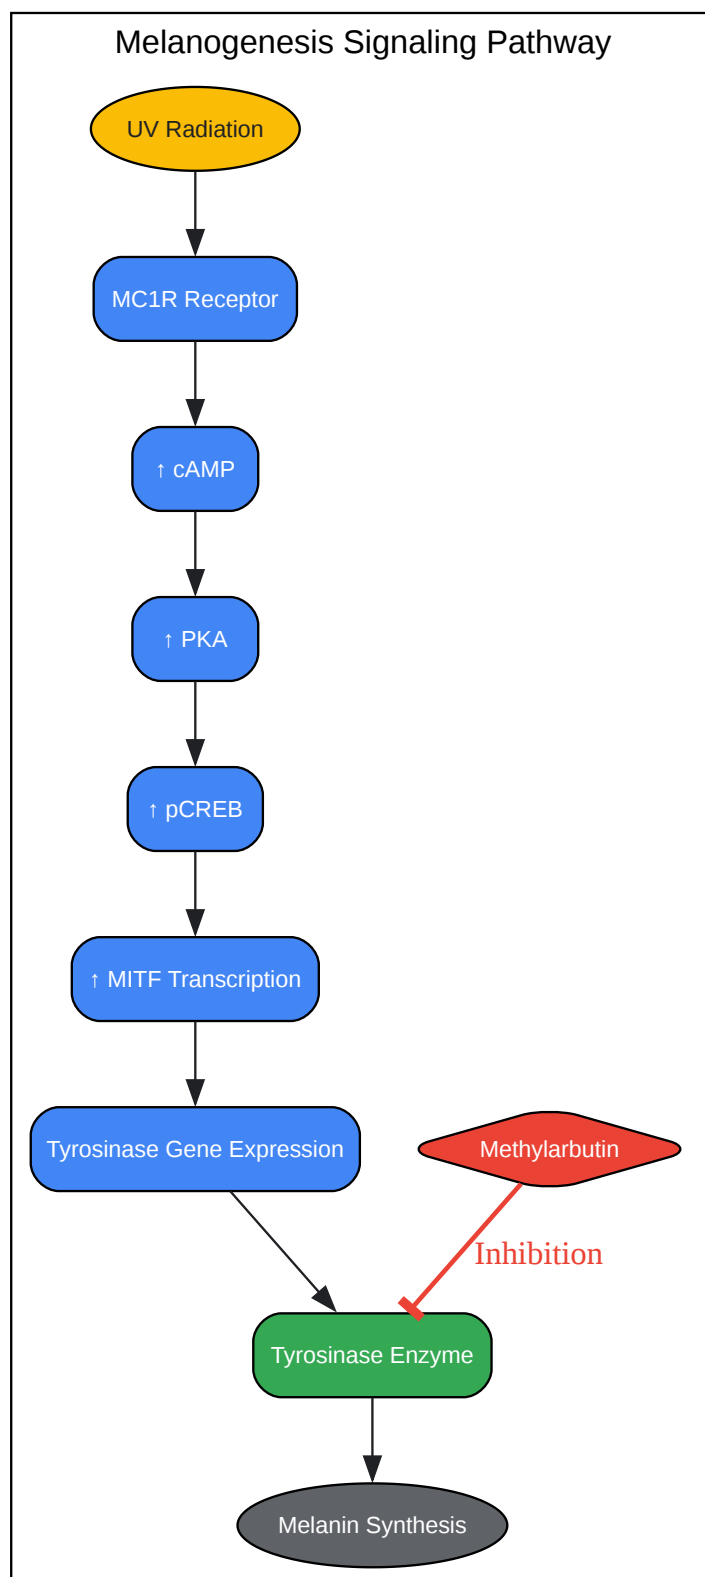 Melanogenesis Signaling Pathway
UV Radiation
MC1R Receptor
↑ cAMP
↑ PKA
↑ pCREB
↑ MITF Transcription
Tyrosinase Gene Expression
Methylarbutin
Inhibition
Tyrosinase Enzyme
Melanin Synthesis